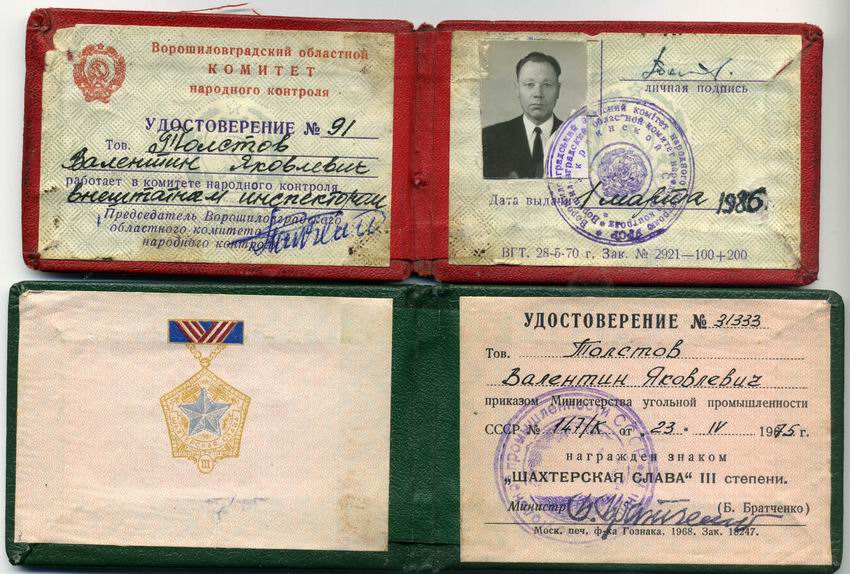 Ворошиловградский областной
КОМИТЕТ
народного контроля
УДОСТОВЕРЕНИЕ № 91
Тов. Толстов
Валентин Яковлевич
работает в комитете народного контроля
внештатным инспектором
Председатель Ворошиловградского
областного комитета
народного контроля
личная подпись
Дата выдачи 1 марта 1986.
ВГТ. 28-5-70 г. Зак. № 2921—100+200
ШАХТЕРСКАЯ СЛАВА
III
УДОСТОВЕРЕНИЕ № 31333
Тов. Толстов
Валентин Яковлевич
приказом Министерства угольной промышленности
СССР № 147/К от 23. IV 1975 г.
награжден знаком
„ШАХТЕРСКАЯ СЛАВА“ III степени.
Министр (Б. Братченко)
Моск. печ. ф-ка Гознака. 1968. Зак. 18247.